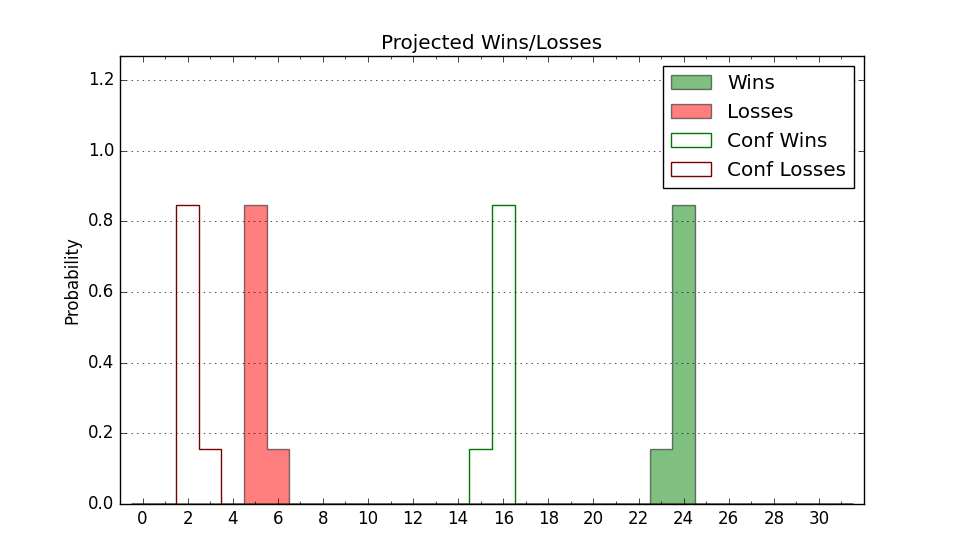 Projected Wins/Losses
Probability
1.2
1.0
0.8
0.6
0.4
0.2
0.0
0 2 4 6 8 10 12 14 16 18 20 22 24 26 28 30
Wins
Losses
Conf Wins
Conf Losses